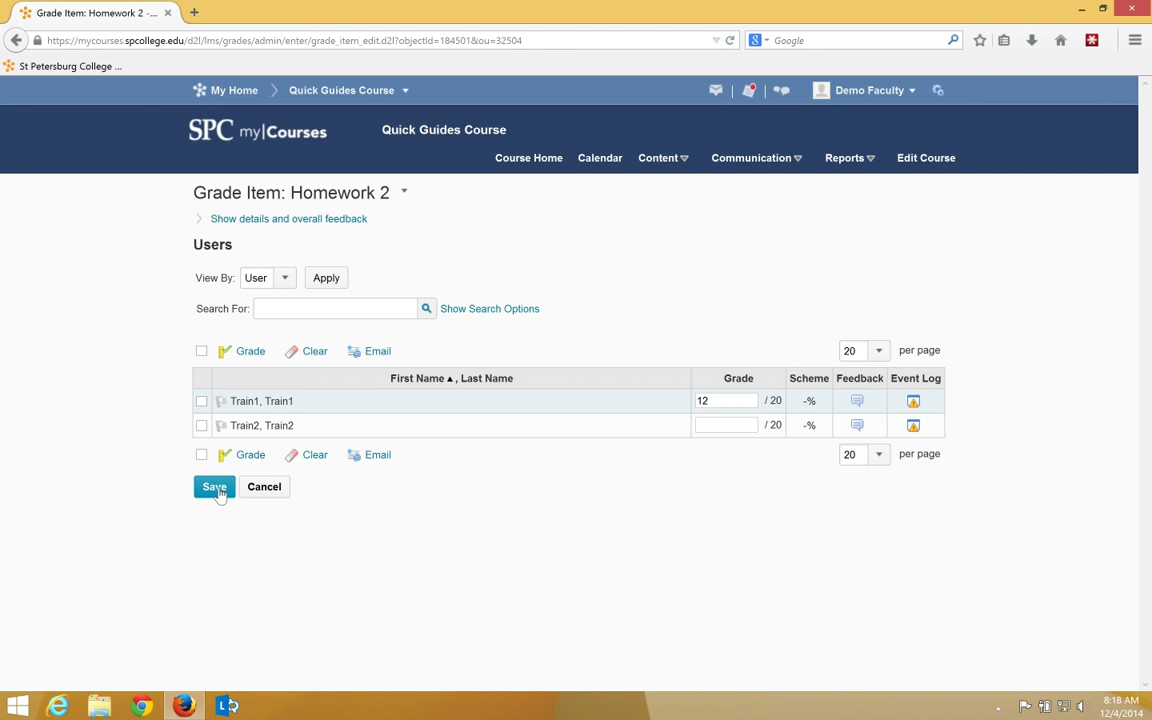 Grade Item: Homework 2 -...
https://mycourses.spcollege.edu/d2l/lms/grades/admin/enter/grade_item_edit.d2l?objectId=184501&ou=32504
Google
St Petersburg College ...
My Home
Quick Guides Course
Demo Faculty
SPC my|Courses
Quick Guides Course
Course Home
Calendar
Content
Communication
Reports
Edit Course
Grade Item: Homework 2
Show details and overall feedback
Users
View By: User Apply
Search For: Show Search Options
Grade Clear Email 20 per page
First Name ▲ , Last Name Grade Scheme Feedback Event Log
Train1, Train1 12 / 20 -%
Train2, Train2 / 20 -%
Grade Clear Email 20 per page
Save Cancel
8:18 AM
12/4/2014